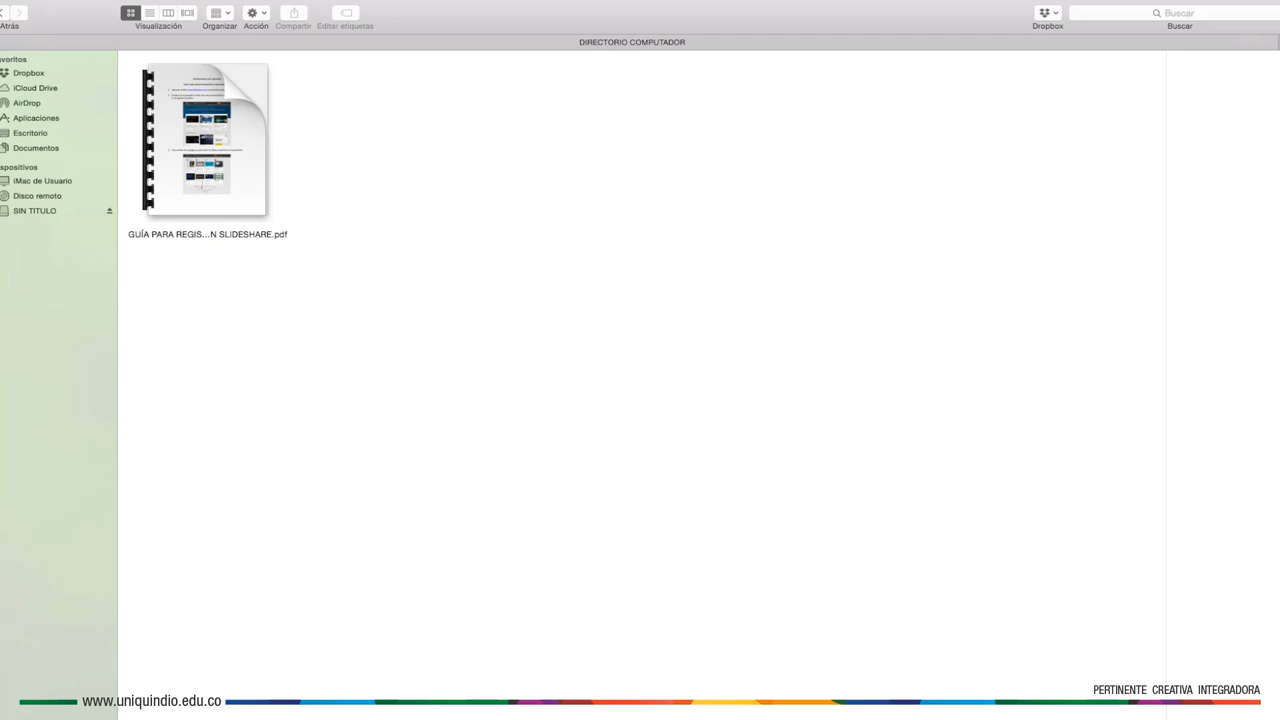 Atrás
Visualización
Organizar
Acción
Compartir
Editar etiquetas
Dropbox
Buscar
Buscar
DIRECTORIO COMPUTADOR
avoritos
Dropbox
iCloud Drive
AirDrop
Aplicaciones
Escritorio
Documentos
spositivos
iMac de Usuario
Disco remoto
SIN TITULO
GUÍA PARA REGIS...N SLIDESHARE.pdf
PERTINENTE CREATIVA INTEGRADORA
www.uniquindio.edu.co